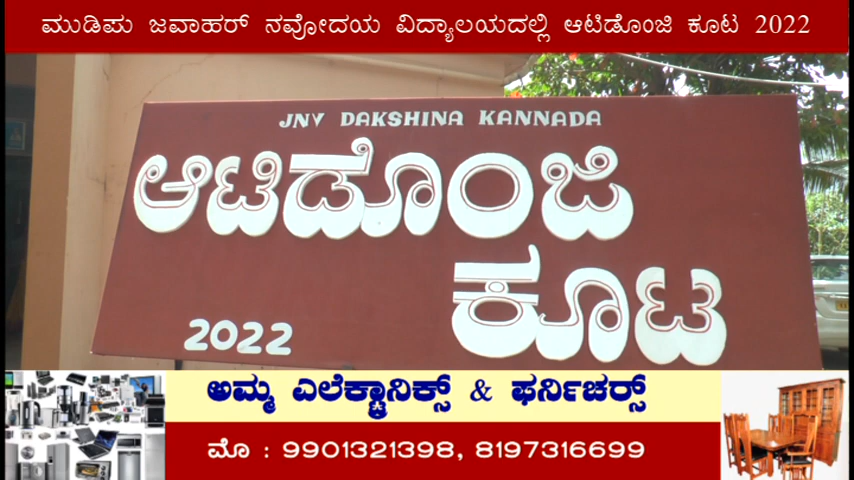 ಮುಡಿಪು ಜವಾಹರ್ ನವೋದಯ ವಿದ್ಯಾಲಯದಲ್ಲಿ ಆಟಿಡೊಂಜಿ ಕೂಟ 2022
JNV DAKSHINA KANNADA
ಆಟಿಡೊಂಜಿ
ಕೂಟ
2022
ಅಮ್ಮ ಎಲೆಕ್ಟ್ರಾನಿಕ್ಸ್ & ಫರ್ನಿಚರ್ಸ್
ಮೊ : 9901321398, 8197316699